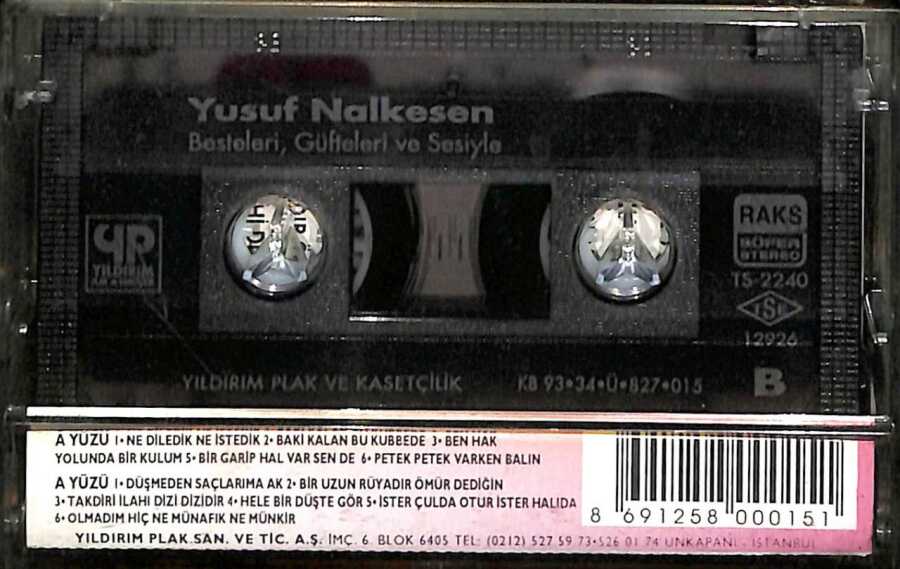 Yusuf Nalkesen
Besteleri, Güfteleri ve Sesiyle
YR
YILDIRIM
RAKS
SÜPER
STEREO
TS-2240
TSE
12926
YILDIRIM PLAK VE KASETÇİLİK KB 93•34•Ü•827•015 B
A YÜZÜ 1• NE DİLEDİK NE İSTEDİK 2• BAKİ KALAN BU KUBBEDE 3• BEN HAK
YOLUNDA BİR KULUM 5• BİR GARİP HAL VAR SEN DE 6• PETEK PETEK VARKEN BALIN
A YÜZÜ 1• DÜŞMEDEN SAÇLARIMA AK 2• BİR UZUN RÜYADIR ÖMÜR DEDİĞİN
3• TAKDİRİ İLAHI DİZİ DİZİDİR 4• HELE BİR DÜŞTE GÖR 5• İSTER ÇULDA OTUR İSTER HALIDA
6• OLMADIM HİÇ NE MÜNAFIK NE MÜNKİR
8 691258 000151
YILDIRIM PLAK SAN. VE TİC. A.Ş. İMÇ. 6. BLOK 6405 TEL: (0212) 527 59 73•526 01 74 UNKAPANI - İSTANBUL